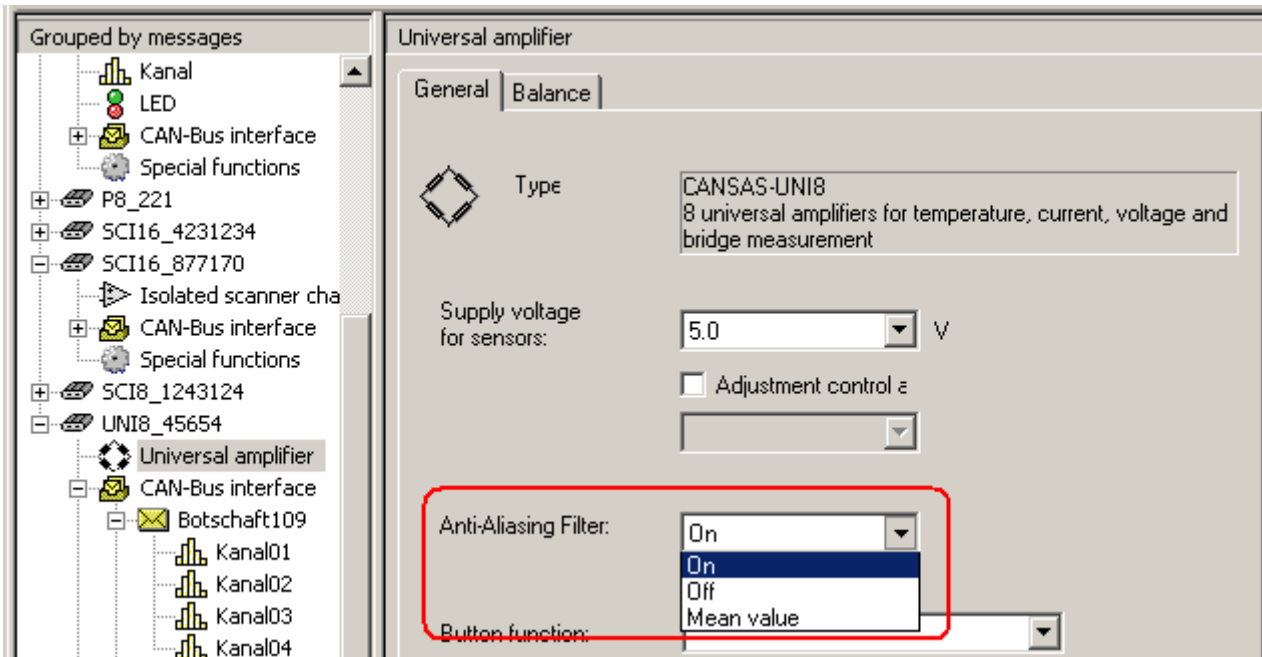 Grouped by messages
Kanal
LED
CAN-Bus interface
Special functions
P8_221
SCI16_4231234
SCI16_877170
Isolated scanner cha
CAN-Bus interface
Special functions
SCI8_1243124
UNI8_45654
Universal amplifier
CAN-Bus interface
Botschaft109
Kanal01
Kanal02
Kanal03
Kanal04
Universal amplifier
General Balance
Type
CANSAS-UNI8
8 universal amplifiers for temperature, current, voltage and
bridge measurement
Supply voltage
for sensors:
5.0 V
Adjustment control a
Anti-Aliasing Filter:
On
On
Off
Mean value
Button function: